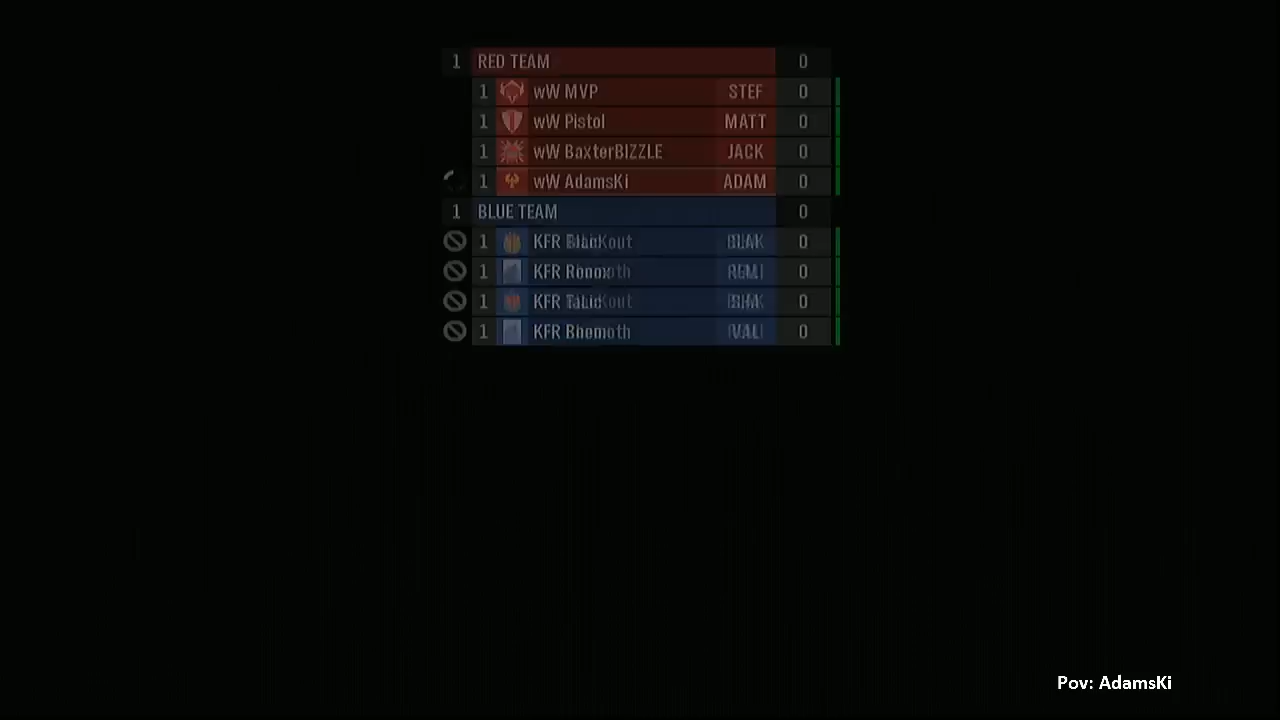 1 RED TEAM 0
1 wW MVP STEF 0
1 wW Pistol MATT 0
1 wW BaxterBIZZLE JACK 0
1 wW AdamsKi ADAM 0
1 BLUE TEAM 0
1 KFR 0
1 KFR 0
1 KFR 0
1 KFR 0
Pov: AdamsKi